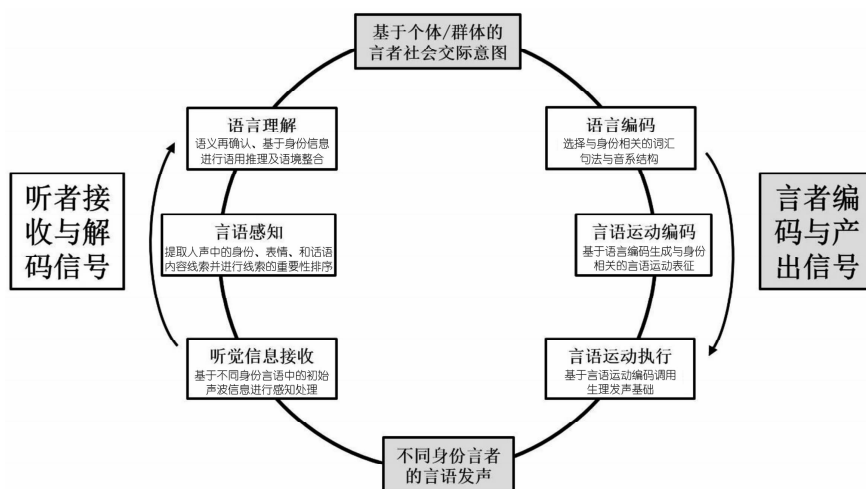 基于个体/群体的
言者社会交际意图
语言理解
语义再确认、基于身份信息
进行语用推理及语境整合
语言编码
选择与身份相关的词汇
句法与音系结构
听者接
收与解
码信号
言语感知
提取人声中的身份、表情、和话语
内容线索并进行线索的重要性排序
言语运动编码
基于语言编码生成与身份
相关的言语运动表征
言者编
码与产
出信号
听觉信息接收
基于不同身份言语中的初始
声波信息进行感知处理
言语运动执行
基于言语运动编码调用
生理发声基础
不同身份言者
的言语发声